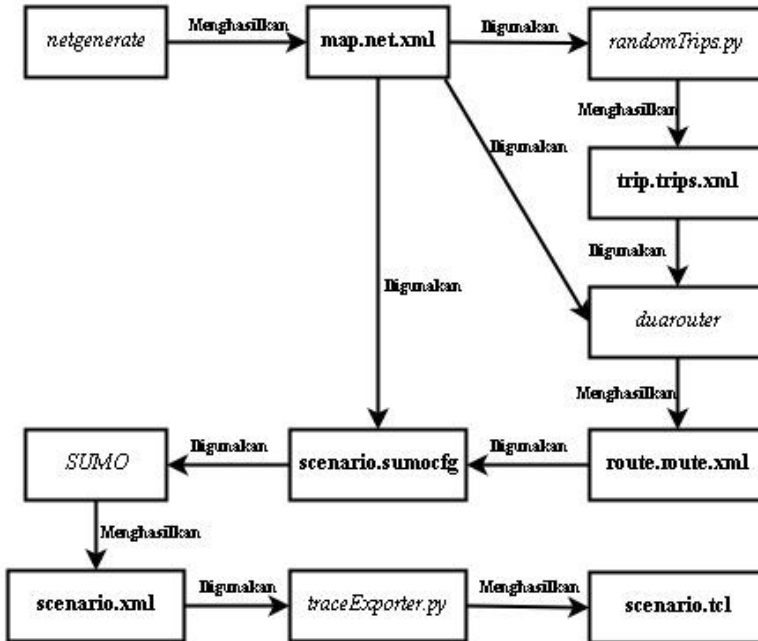 netgenerate
Menghasilkan
map.net.xml
Digunakan
randomTrips.py
Menghasilkan
trip.trips.xml
Digunakan
Digunakan
Digunakan
duarouter
Menghasilkan
SUMO
Digunakan
scenario.sumocfg
Digunakan
route.route.xml
Menghasilkan
scenario.xml
Digunakan
traceExporter.py
Menghasilkan
scenario.tcl